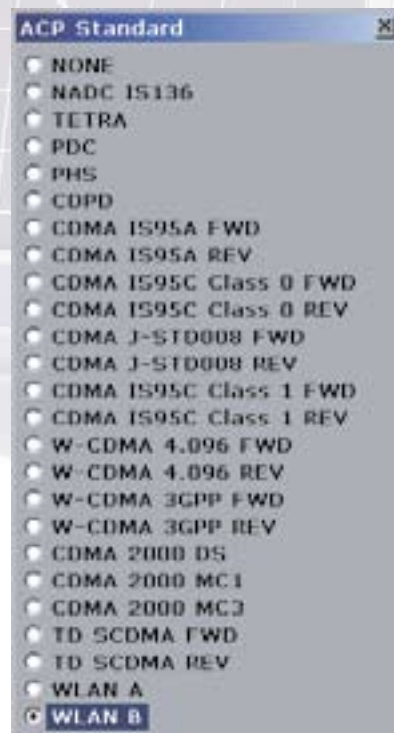 ACP Standard
NONE
NADC IS136
TETRA
PDC
PHS
CDPD
CDMA IS95A FWD
CDMA IS95A REV
CDMA IS95C Class 0 FWD
CDMA IS95C Class 0 REV
CDMA J-STD008 FWD
CDMA J-STD008 REV
CDMA IS95C Class 1 FWD
CDMA IS95C Class 1 REV
W-CDMA 4.096 FWD
W-CDMA 4.096 REV
W-CDMA 3GPP FWD
W-CDMA 3GPP REV
CDMA 2000 DS
CDMA 2000 MC1
CDMA 2000 MC3
TD SCDMA FWD
TD SCDMA REV
WLAN A
WLAN B